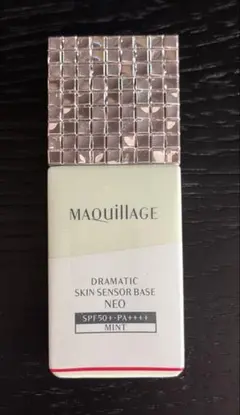 MAQuillAGE
DRAMATIC
SKIN SENSOR BASE
NEO
SPF50+・PA++++
MINT